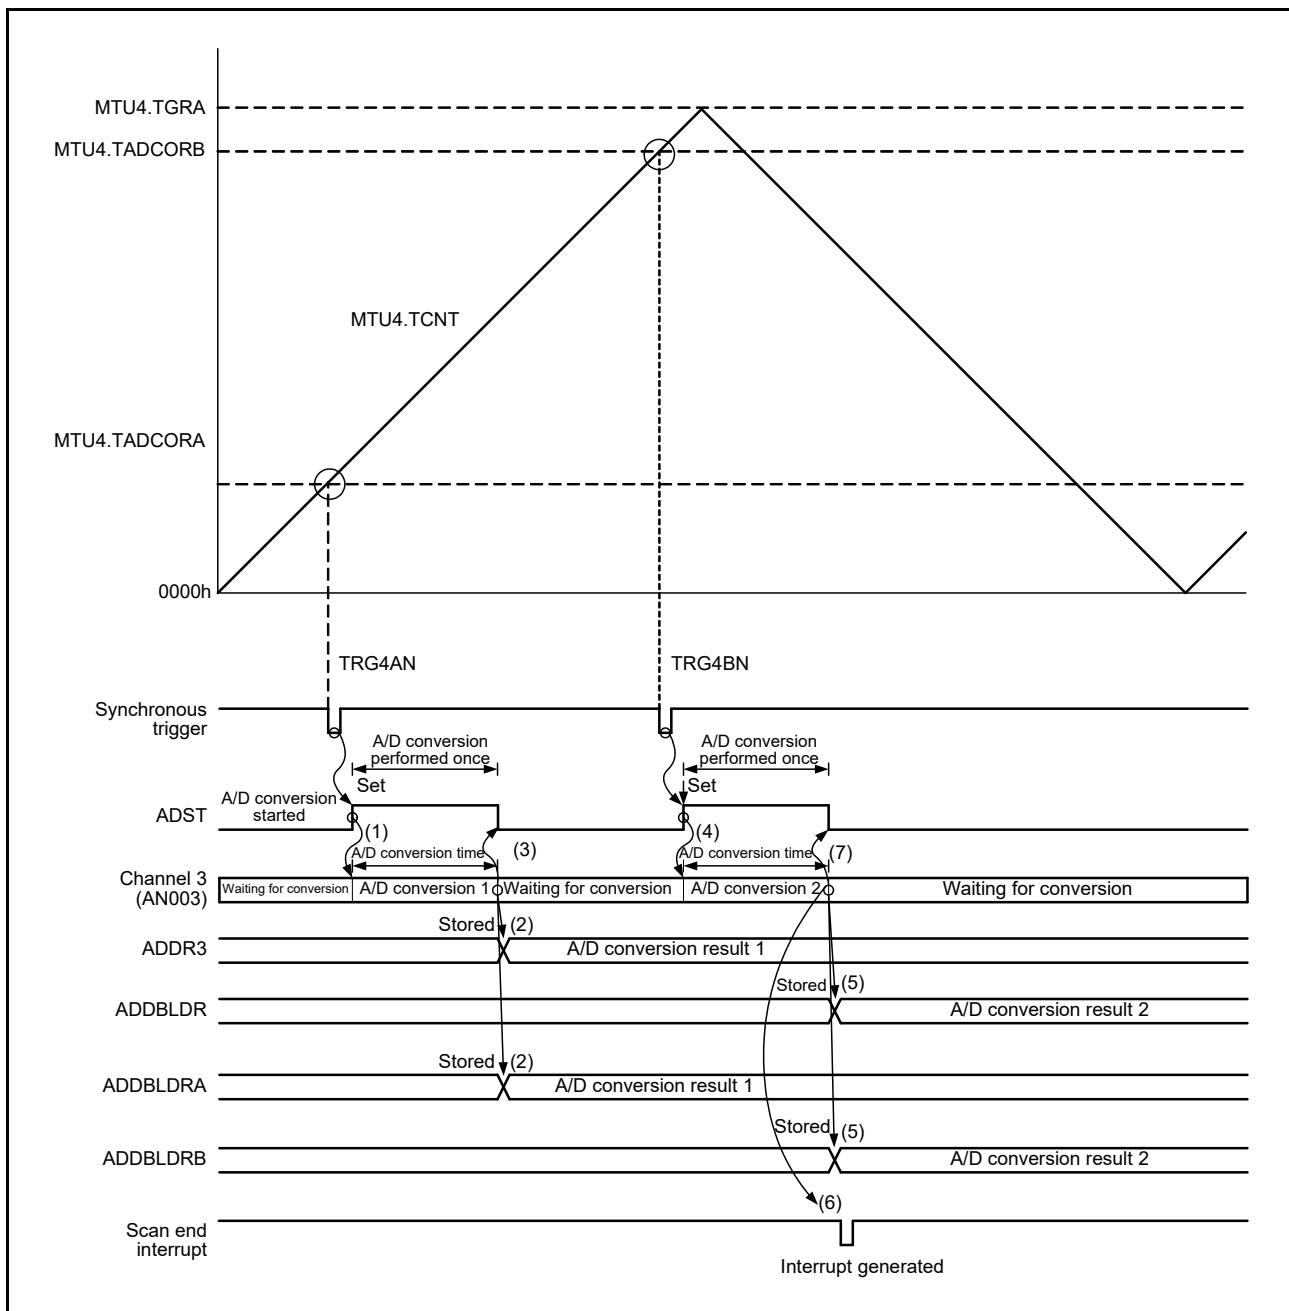 MTU4.TGRA
MTU4.TADCORB
MTU4.TCNT
MTU4.TADCORA
0000h
TRG4AN
TRG4BN
Synchronous
trigger
A/D conversion
performed once
A/D conversion
performed once
Set
Set
A/D conversion
started
ADST
(1)
(3)
(4)
(7)
A/D conversion time
A/D conversion time
Channel 3
(AN003)
Waiting for conversion
A/D conversion 1
Waiting for conversion
A/D conversion 2
Waiting for conversion
Stored
(2)
ADDR3
A/D conversion result 1
Stored
(5)
ADDBLDR
A/D conversion result 2
Stored
(2)
ADDBLDRA
A/D conversion result 1
Stored
(5)
ADDBLDRB
A/D conversion result 2
(6)
Scan end
interrupt
Interrupt generated